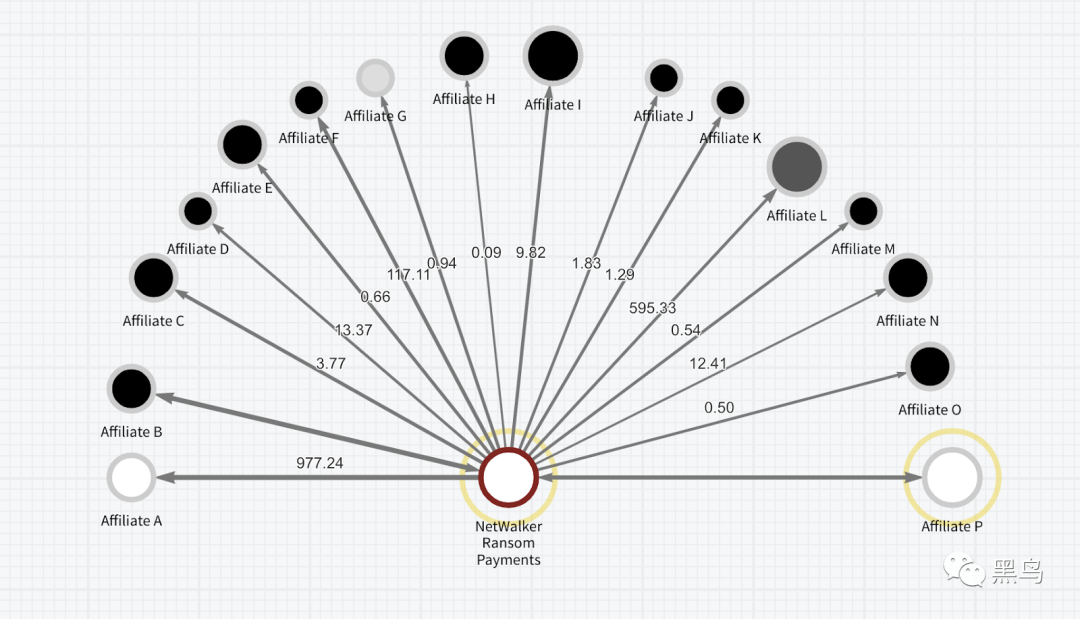 Affiliate H
Affiliate I
Affiliate G
Affiliate J
Affiliate F
Affiliate K
Affiliate E
Affiliate L
Affiliate D
Affiliate M
0.09
9.82
0.94
1.83
117.11
1.29
0.66
595.33
Affiliate C
Affiliate N
13.37
0.54
3.77
12.41
0.50
Affiliate O
Affiliate B
977.24
Affiliate A
NetWalker
Ransom
Payments
Affiliate P
黑鸟